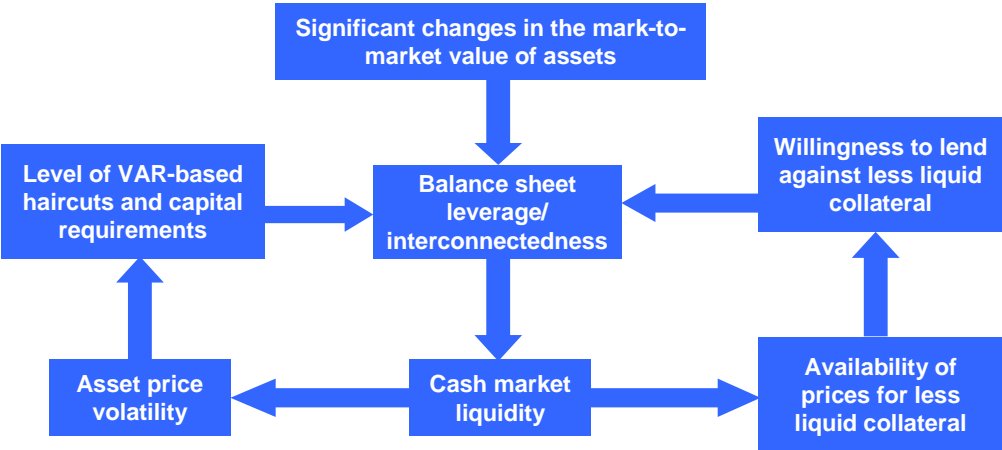 Significant changes in the mark-to-
market value of assets
Level of VAR-based
haircuts and capital
requirements
Balance sheet
leverage/
interconnectedness
Willingness to lend
against less liquid
collateral
Asset price
volatility
Cash market
liquidity
Availability of
prices for less
liquid collateral